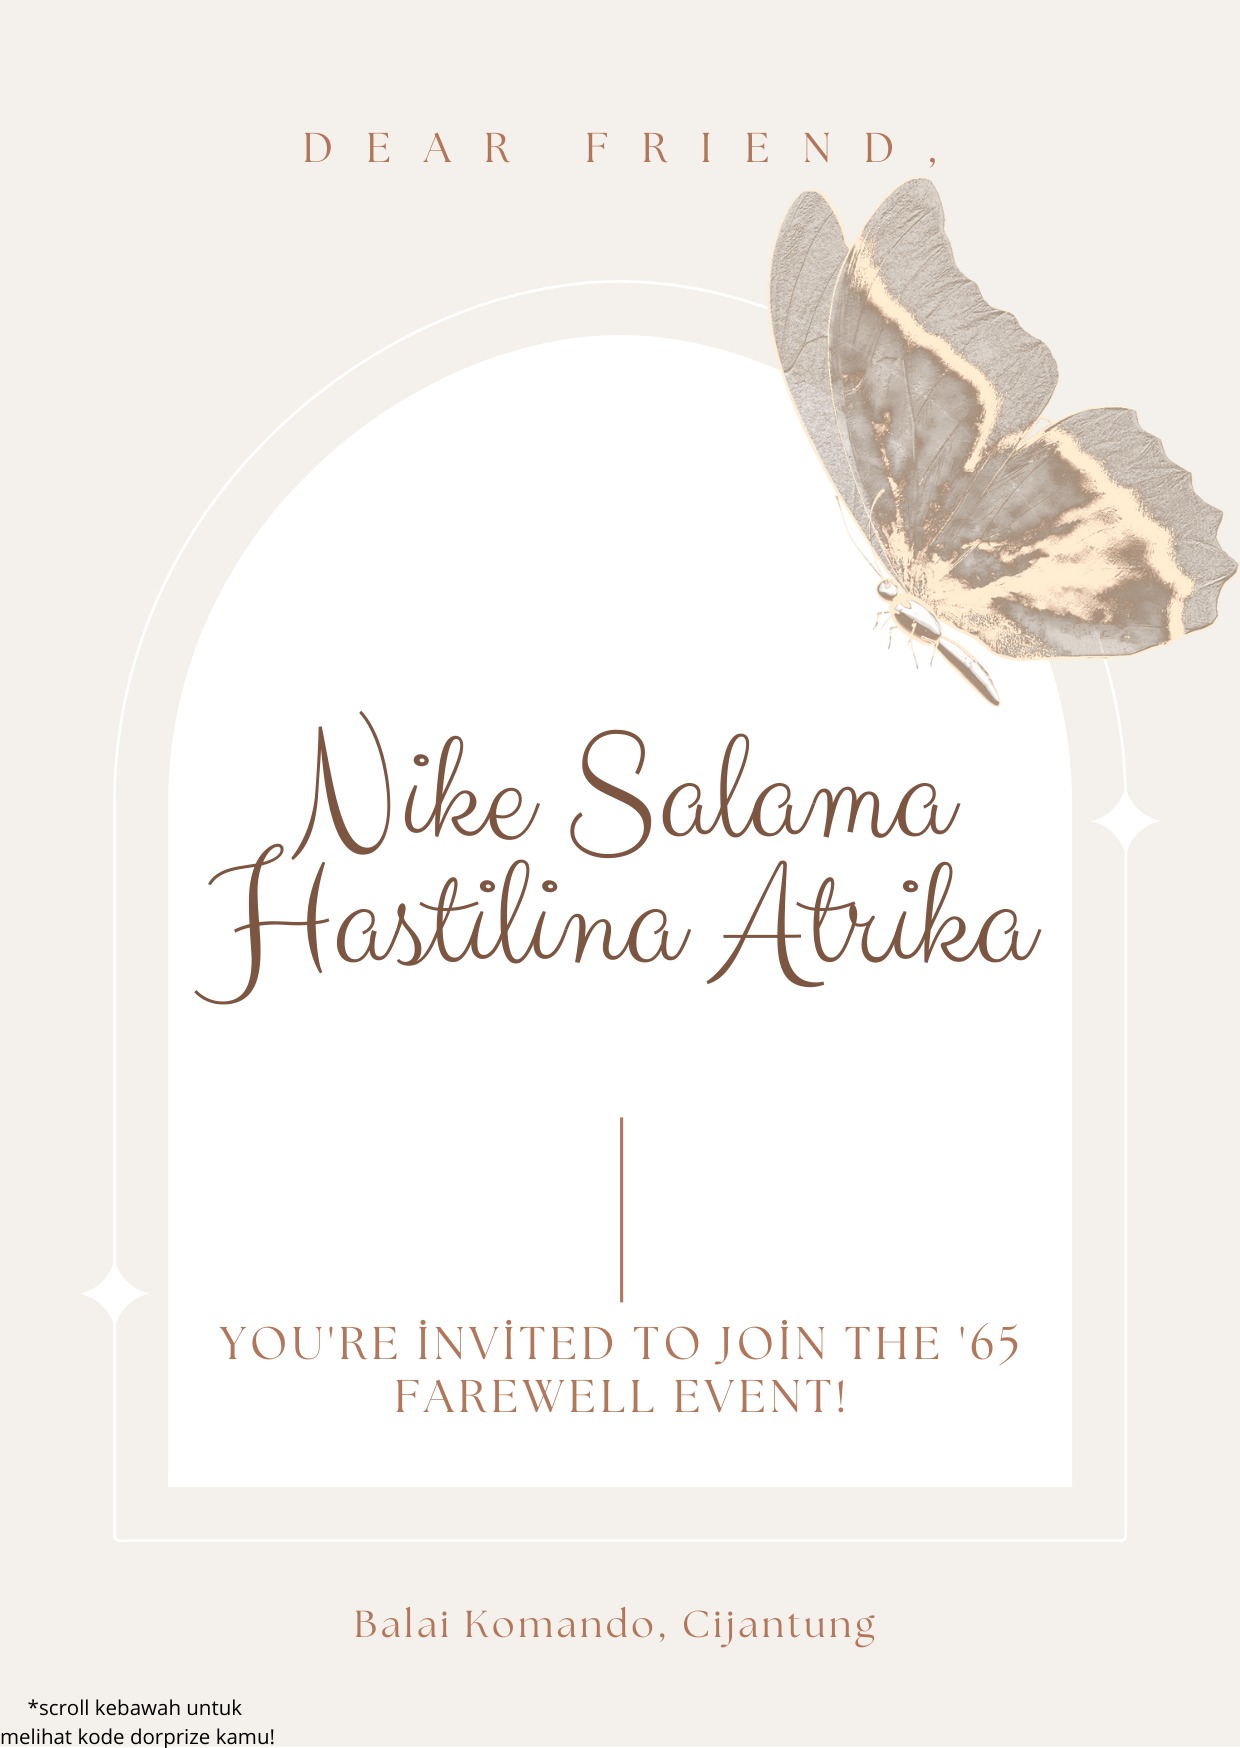 DEAR FRIEND,
Nike Salama
Hastilina Atrika
YOU'RE İNVİTED TO JOİN THE '65
FAREWELL EVENT!
Balai Komando, Cijantung
*scroll kebawah untuk
melihat kode dorprize kamu!